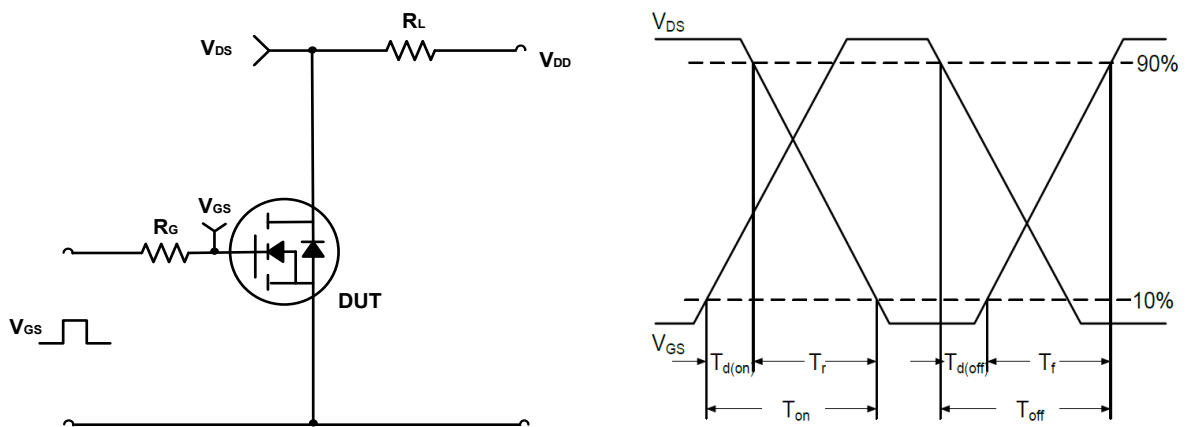 RL
VDS
VDD
VGS
RG
DUT
VGS
VDS
90%
10%
VGS
Td(on)
Tr
Td(off)
Tf
Ton
Toff